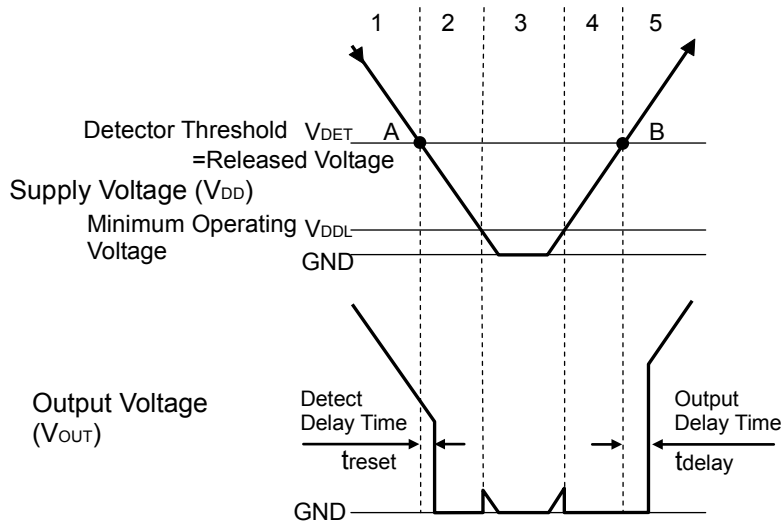 1 2 3 4 5
Detector Threshold VDET A B
=Released Voltage
Supply Voltage (VDD)
Minimum Operating VDDL
Voltage
GND
Output Voltage
(VOUT)
Detect
Delay Time
treset
Output
Delay Time
tdelay
GND